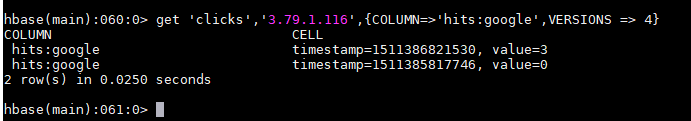 hbase(main):060:0> get 'clicks','3.79.1.116',{COLUMN=>'hits:google',VERSIONS => 4}
COLUMN CELL
hits:google timestamp=1511386821530, value=3
hits:google timestamp=1511385817746, value=0
2 row(s) in 0.0250 seconds
hbase(main):061:0>